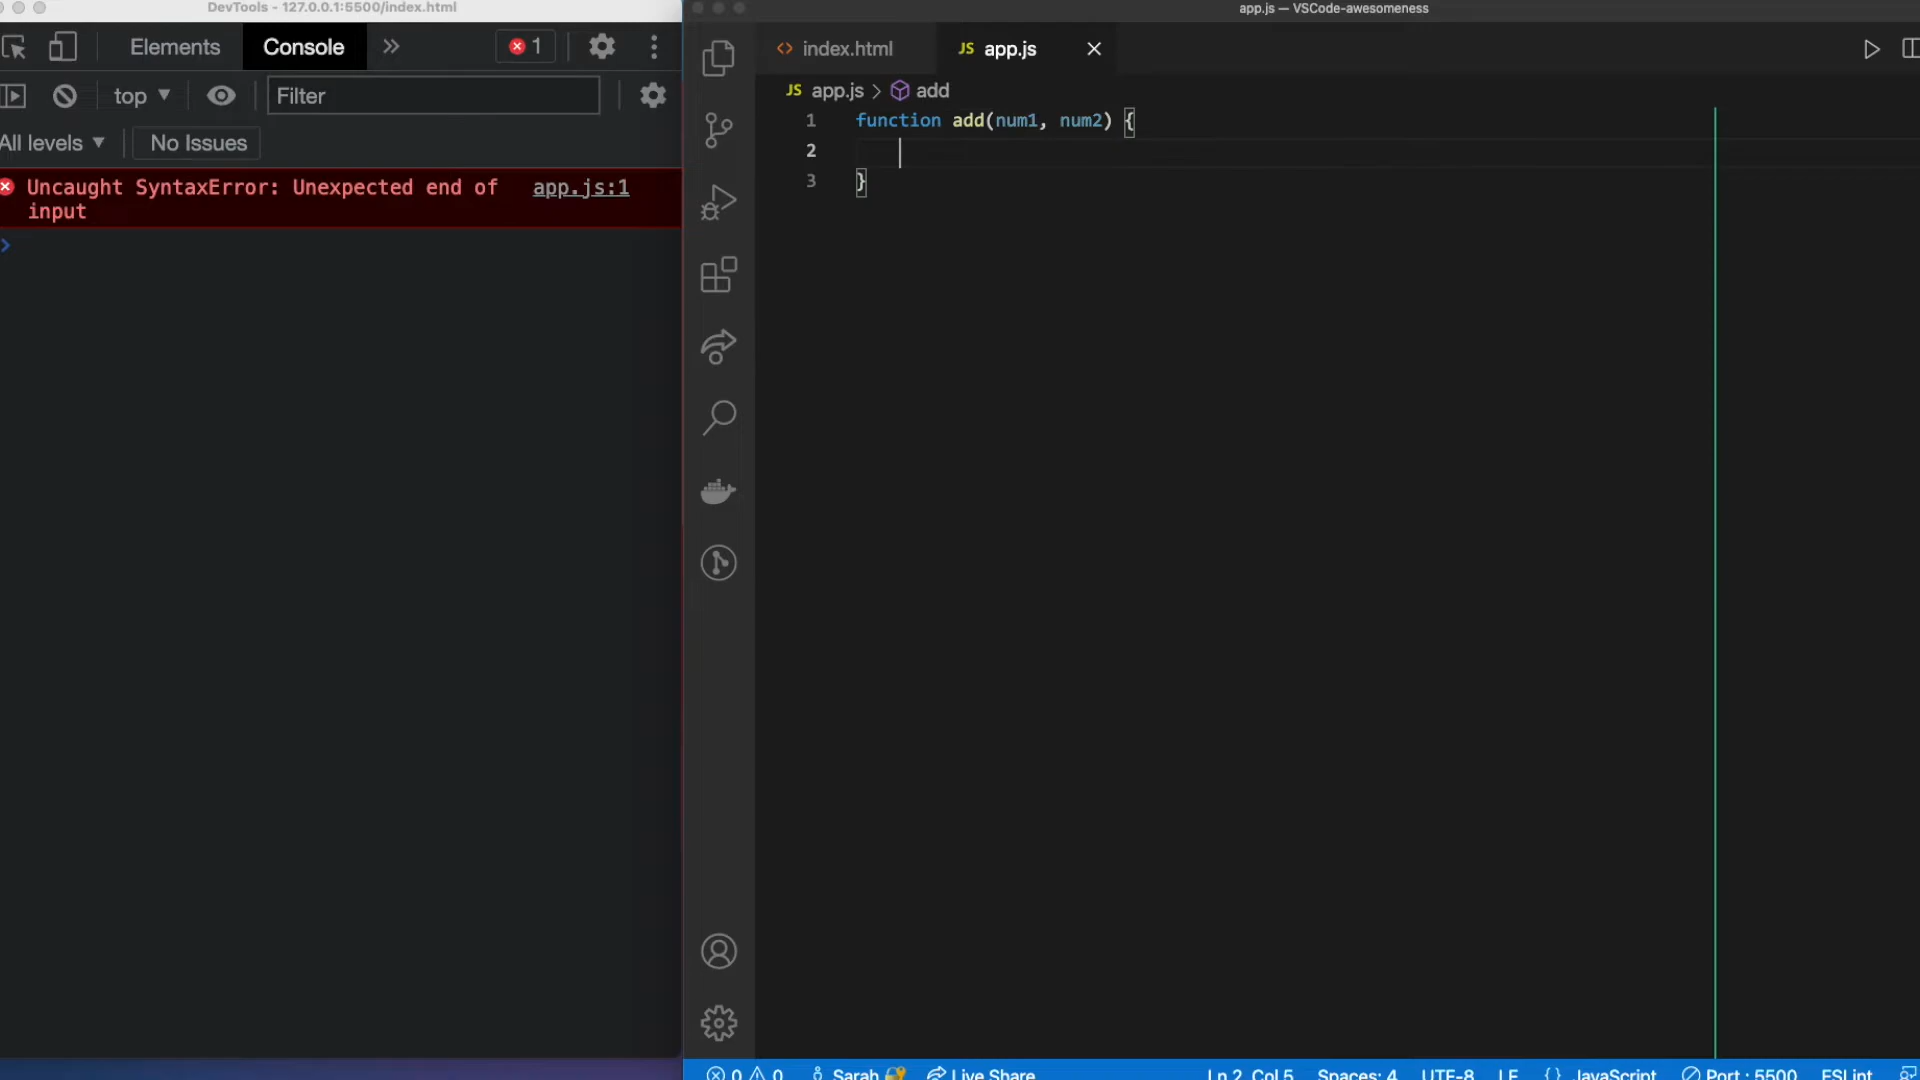 DevTools - 127.0.0.1:5500/index.html
Elements Console » 1
top ▼ Filter
All levels ▼ No Issues
Uncaught SyntaxError: Unexpected end of app.js:1
input
>
app.js — VSCode-awesomeness
<> index.html JS app.js ×
JS app.js > add
1 function add(num1, num2) {
2
3 }
0 0 Sarah Live Share Ln 2, Col 5 Spaces: 4 UTF-8 LF {} JavaScript Port : 5500 ESLint